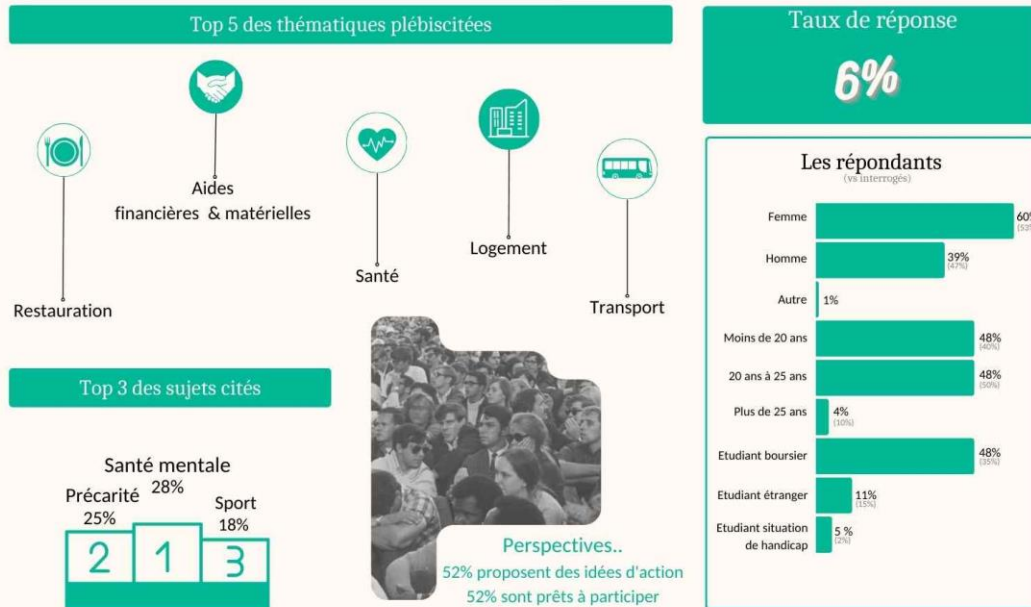 Top 5 des thématiques plébiscitées
Aides
financières & matérielles
Restauration
Santé
Logement
Transport
Taux de réponse
6%
Les répondants
(vs interrogés)
Femme
60%
(53%
Homme
39%
(47%)
Autre
1%
Moins de 20 ans
48%
(40%)
20 ans à 25 ans
48%
(50%)
Plus de 25 ans
4%
(10%)
Etudiant boursier
48%
(35%)
Etudiant étranger
11%
(15%)
Etudiant situation
de handicap
5 %
(2%)
Top 3 des sujets cités
Santé mentale
28%
Précarité
25%
Sport
18%
2
1
3
Perspectives..
52% proposent des idées d'action
52% sont prêts à participer